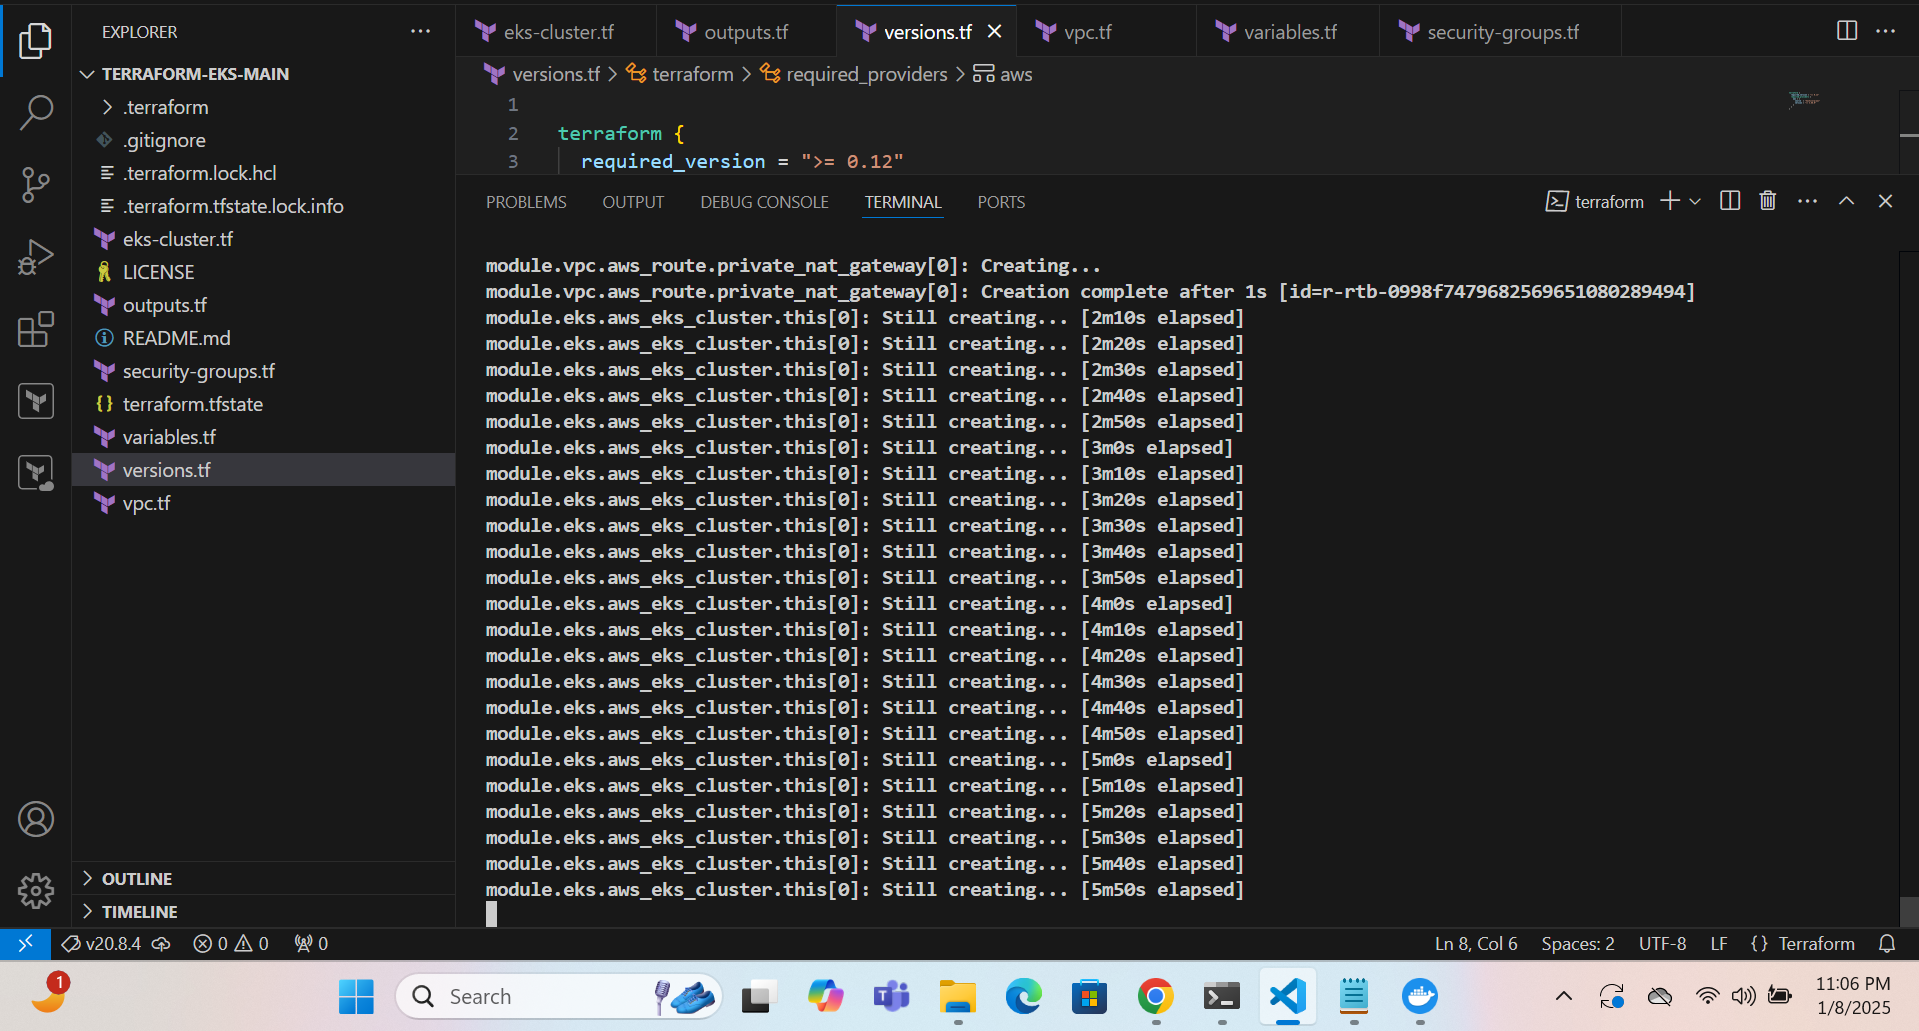 EXPLORER
TERRAFORM-EKS-MAIN
.terraform
.gitignore
.terraform.lock.hcl
.terraform.tfstate.lock.info
eks-cluster.tf
LICENSE
outputs.tf
README.md
security-groups.tf
terraform.tfstate
variables.tf
versions.tf
vpc.tf
OUTLINE
TIMELINE
eks-cluster.tf
outputs.tf
versions.tf
vpc.tf
variables.tf
security-groups.tf
versions.tf > terraform > required_providers > aws
1
2 terraform {
3 required_version = ">= 0.12"
PROBLEMS OUTPUT DEBUG CONSOLE TERMINAL PORTS
terraform
module.vpc.aws_route.private_nat_gateway[0]: Creating...
module.vpc.aws_route.private_nat_gateway[0]: Creation complete after 1s [id=r-rtb-0998f7479682569651080289494]
module.eks.aws_eks_cluster.this[0]: Still creating... [2m10s elapsed]
module.eks.aws_eks_cluster.this[0]: Still creating... [2m20s elapsed]
module.eks.aws_eks_cluster.this[0]: Still creating... [2m30s elapsed]
module.eks.aws_eks_cluster.this[0]: Still creating... [2m40s elapsed]
module.eks.aws_eks_cluster.this[0]: Still creating... [2m50s elapsed]
module.eks.aws_eks_cluster.this[0]: Still creating... [3m0s elapsed]
module.eks.aws_eks_cluster.this[0]: Still creating... [3m10s elapsed]
module.eks.aws_eks_cluster.this[0]: Still creating... [3m20s elapsed]
module.eks.aws_eks_cluster.this[0]: Still creating... [3m30s elapsed]
module.eks.aws_eks_cluster.this[0]: Still creating... [3m40s elapsed]
module.eks.aws_eks_cluster.this[0]: Still creating... [3m50s elapsed]
module.eks.aws_eks_cluster.this[0]: Still creating... [4m0s elapsed]
module.eks.aws_eks_cluster.this[0]: Still creating... [4m10s elapsed]
module.eks.aws_eks_cluster.this[0]: Still creating... [4m20s elapsed]
module.eks.aws_eks_cluster.this[0]: Still creating... [4m30s elapsed]
module.eks.aws_eks_cluster.this[0]: Still creating... [4m40s elapsed]
module.eks.aws_eks_cluster.this[0]: Still creating... [4m50s elapsed]
module.eks.aws_eks_cluster.this[0]: Still creating... [5m0s elapsed]
module.eks.aws_eks_cluster.this[0]: Still creating... [5m10s elapsed]
module.eks.aws_eks_cluster.this[0]: Still creating... [5m20s elapsed]
module.eks.aws_eks_cluster.this[0]: Still creating... [5m30s elapsed]
module.eks.aws_eks_cluster.this[0]: Still creating... [5m40s elapsed]
module.eks.aws_eks_cluster.this[0]: Still creating... [5m50s elapsed]
v20.8.4 0 0 0
Ln 8, Col 6 Spaces: 2 UTF-8 LF {} Terraform
1
Search
11:06 PM
1/8/2025